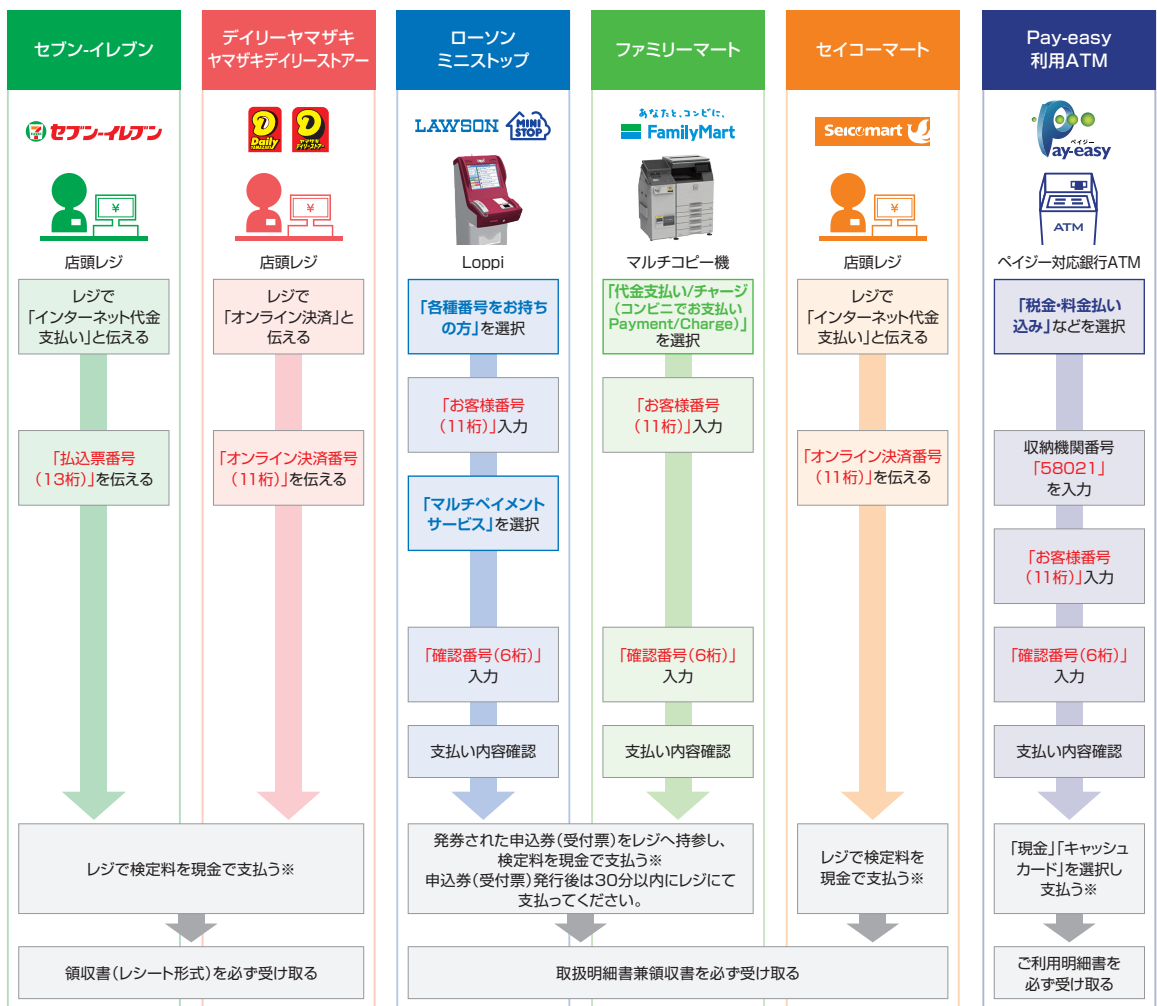 セブン-イレブン
デイリーヤマザキ
ヤマザキデイリーストアー
ローソン
ミニストップ
ファミリーマート
セイコーマート
Pay-easy
利用ATM
7
ELEVEN
セブン-イレブン
Daily
YAMAZAKI
ヤマザキ
デイリーストアー
LAWSON
MINI
STOP
あなたと、コンビに、
FamilyMart
Seicomart
ペイジー
Pay-easy
¥
¥
¥
ATM
店頭レジ
店頭レジ
Loppi
マルチコピー機
店頭レジ
ペイジー対応銀行ATM
レジで
「インターネット代金
支払い」と伝える
レジで
「オンライン決済」と
伝える
「各種番号をお持ち
の方」を選択
「代金支払い/チャージ
(コンビニでお支払い
Payment/Charge)」
を選択
レジで
「インターネット代金
支払い」と伝える
「税金・料金払い
込み」などを選択
「お客様番号
(11桁)」入力
「お客様番号
(11桁)」入力
「払込票番号
(13桁)」を伝える
「オンライン決済番号
(11桁)」を伝える
「マルチペイメント
サービス」を選択
「オンライン決済番号
(11桁)」を伝える
収納機関番号
「58021」
を入力
「お客様番号
(11桁)」入力
「確認番号(6桁)」
入力
「確認番号(6桁)」
入力
「確認番号(6桁)」
入力
支払い内容確認
支払い内容確認
支払い内容確認
レジで検定料を現金で支払う※
発券された申込券(受付票)をレジへ持参し、
検定料を現金で支払う※
申込券(受付票)発行後は30分以内にレジにて
支払ってください。
レジで検定料を
現金で支払う※
「現金」「キャッシュ
カード」を選択し
支払う※
領収書(レシート形式)を必ず受け取る
取扱明細書兼領収書を必ず受け取る
ご利用明細書を
必ず受け取る